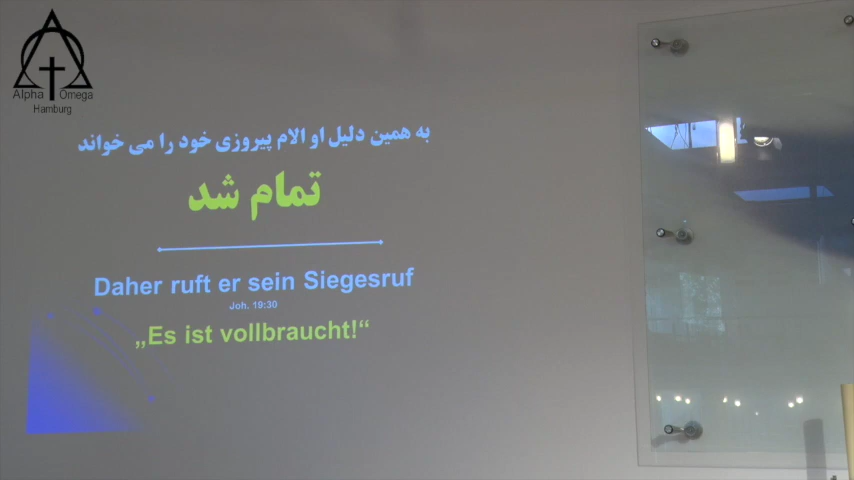 Alpha Omega
Hamburg
به همین دلیل او الام پیروزی خود را می خواند
تمام شد
Daher ruft er sein Siegesruf
Joh. 19:30
„Es ist vollbraucht!“